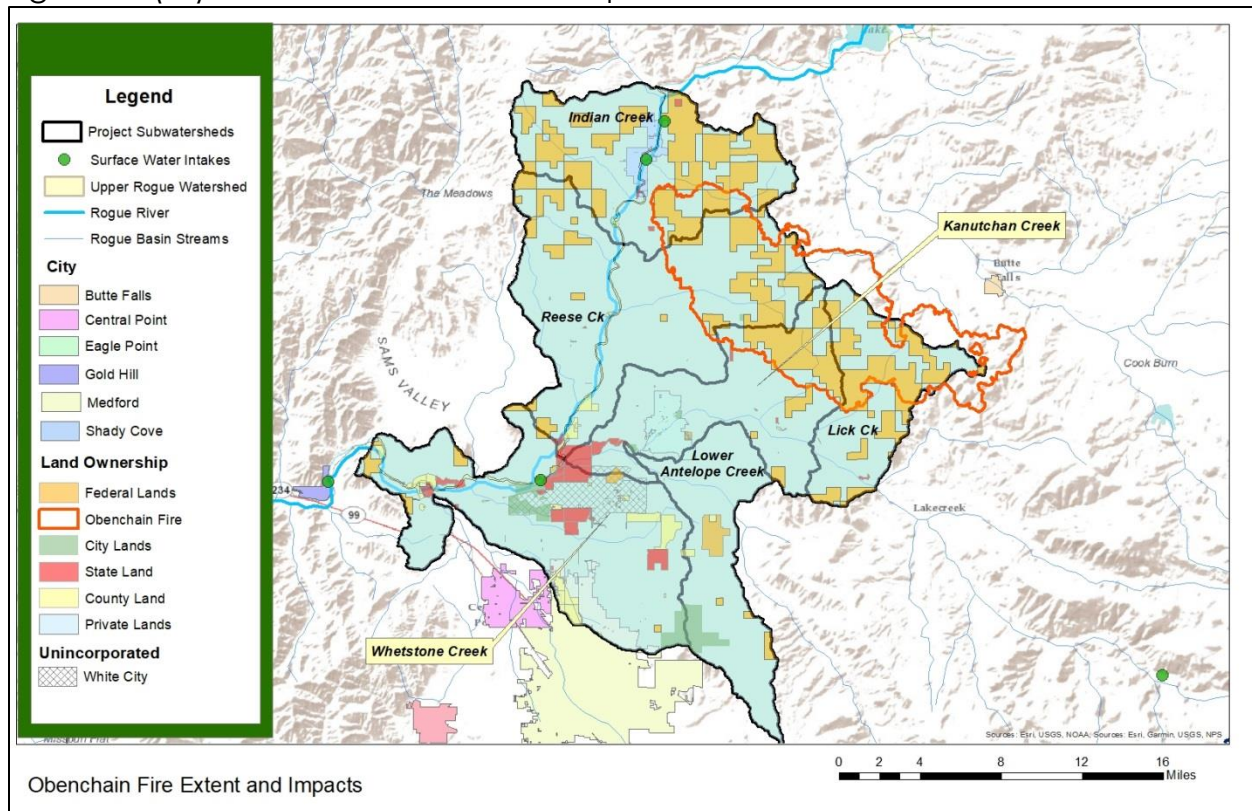 Legend
Project Subwatersheds
Surface Water Intakes
Upper Rogue Watershed
Rogue River
Rogue Basin Streams
City
Butte Falls
Central Point
Eagle Point
Gold Hill
Medford
Shady Cove
Land Ownership
Federal Lands
Obenchain Fire
City Lands
State Land
County Land
Private Lands
Unincorporated
White City
Indian Creek
The Meadows
Kanutchan Creek
Butte
Reese Ck
SAMS VALLEY
Cook Burn
Lick Ck
Lower
Antelope Creek
234
99
Lakecreek
Whetstone Creek
Sources: Esri, USGS, NOAA, Sources: Esri, Garmin, USGS, NPS
Obenchain Fire Extent and Impacts
0 2 4 8 12 16
Miles